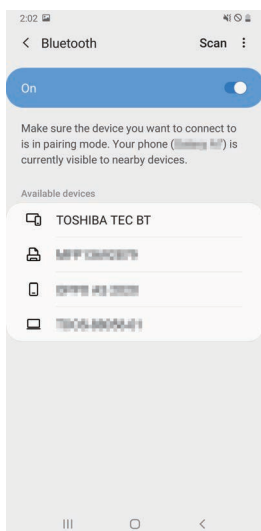 2:02
Bluetooth Scan
On
Make sure the device you want to connect to
is in pairing mode. Your phone ( ) is
currently visible to nearby devices.
Available devices
TOSHIBA TEC BT